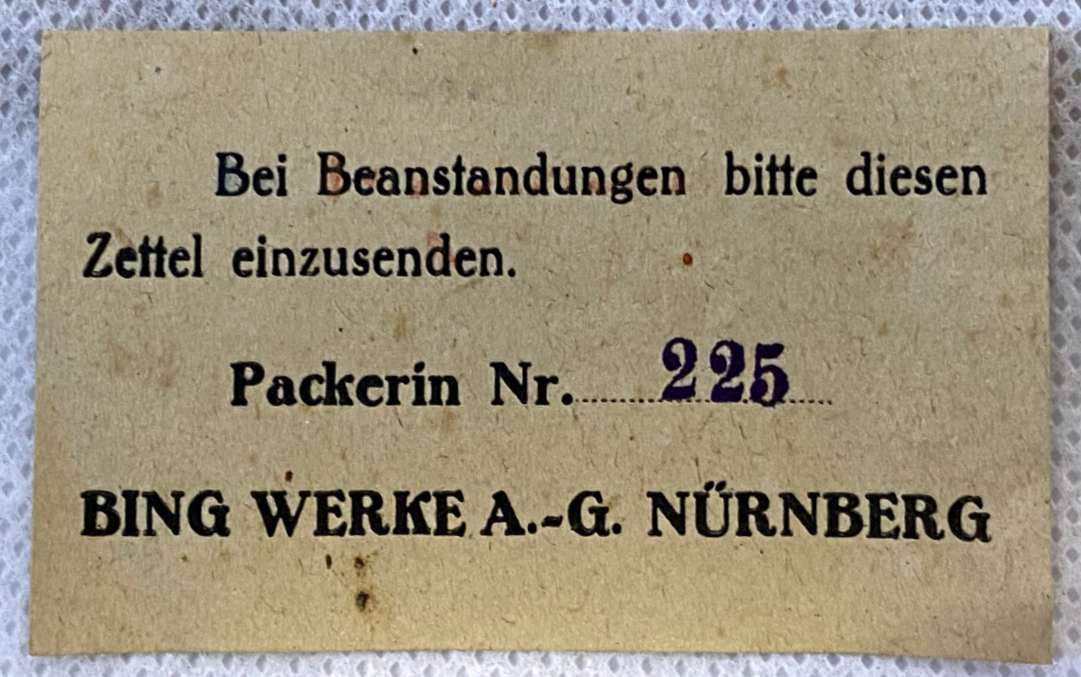 Bei Beanstandungen bitte diesen
Zettel einzusenden.
Packerin Nr. 225
BING WERKE A.-G. NÜRNBERG